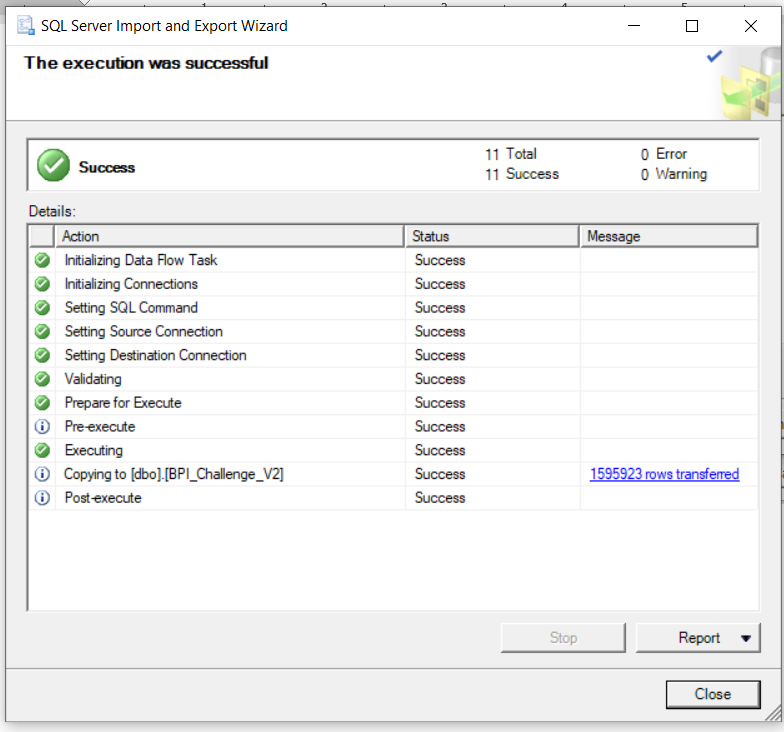 SQL Server Import and Export Wizard
The execution was successful
Success
11 Total
0 Error
11 Success
0 Warning
Details:
Action Status Message
Initializing Data Flow Task Success
Initializing Connections Success
Setting SQL Command Success
Setting Source Connection Success
Setting Destination Connection Success
Validating Success
Prepare for Execute Success
Pre-execute Success
Executing Success
Copying to [dbo].[BPI_Challenge_V2] Success 1595923 rows transferred
Post-execute Success
Stop Report
Close